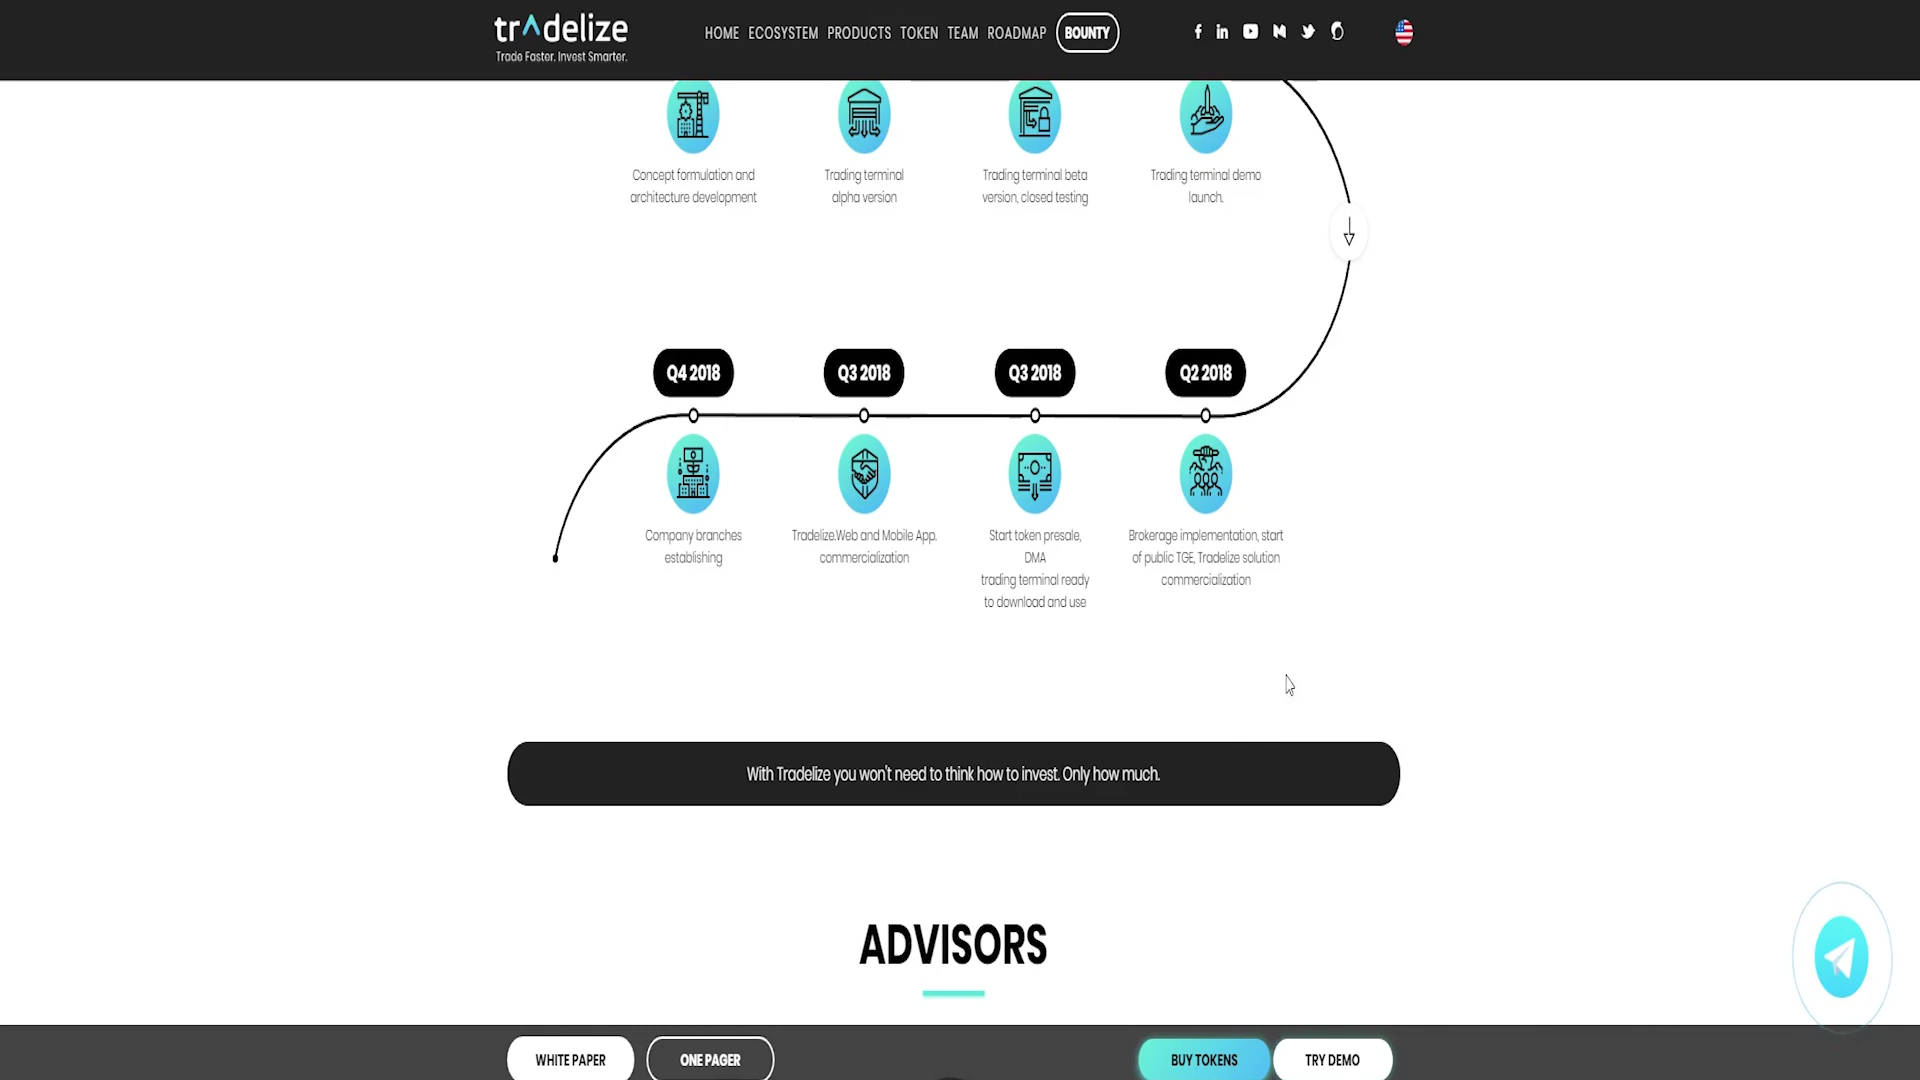 tradelize
Trade Faster. Invest Smarter.
HOME ECOSYSTEM PRODUCTS TOKEN TEAM ROADMAP BOUNTY
Concept formulation and
architecture development
Trading terminal
alpha version
Trading terminal beta
version, closed testing
Trading terminal demo
launch.
Q4 2018
Q3 2018
Q3 2018
Q2 2018
Company branches
establishing
Tradelize.Web and Mobile App.
commercialization
Start token presale,
DMA
trading terminal ready
to download and use
Brokerage implementation, start
of public TGE, Tradelize solution
commercialization
With Tradelize you won't need to think how to invest. Only how much.
ADVISORS
WHITE PAPER
ONE PAGER
BUY TOKENS
TRY DEMO